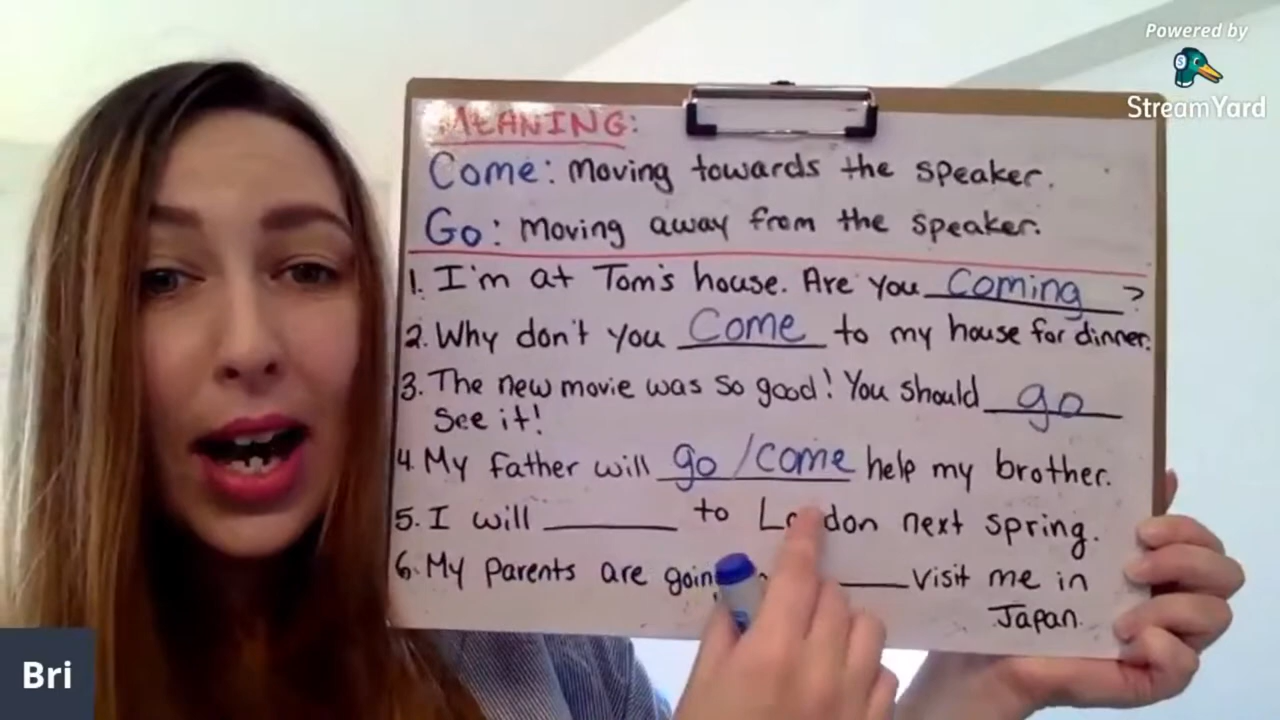 Powered by
StreamYard
MEANING:
Come: Moving towards the speaker.
Go: Moving away from the speaker.
1. I'm at Tom's house. Are you Coming ?
2. Why don't you Come to my house for dinner.
3. The new movie was so good! You should go
See it!
4. My father will go/come help my brother.
5. I will ______ to London next spring.
6. My parents are ______ visit me in
Japan.
Bri